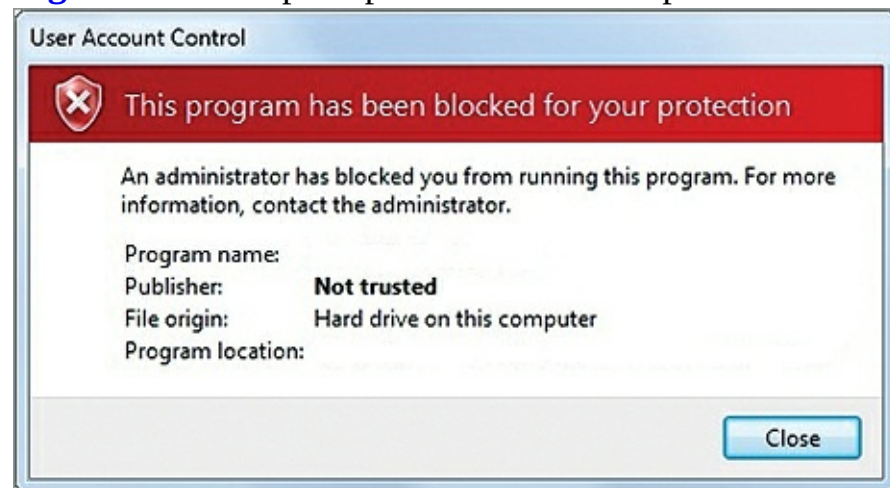 User Account Control
This program has been blocked for your protection
An administrator has blocked you from running this program. For more
information, contact the administrator.
Program name:
Publisher: Not trusted
File origin: Hard drive on this computer
Program location:
Close